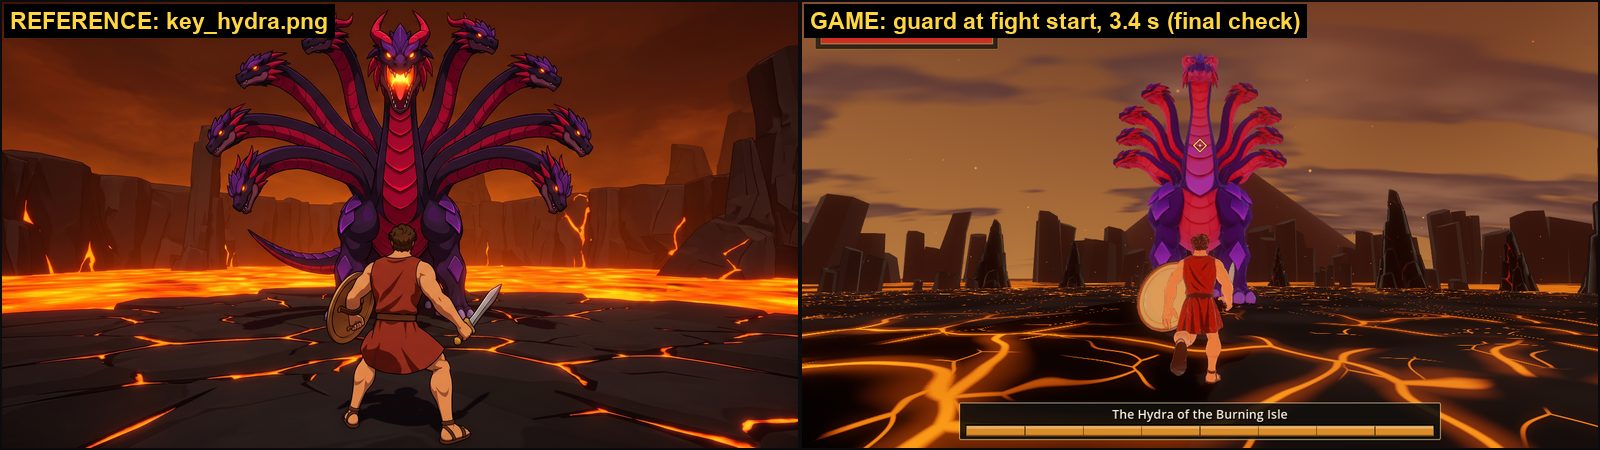 REFERENCE: key_hydra.png
GAME: guard at fight start, 3.4 s (final check)
The Hydra of the Burning Isle